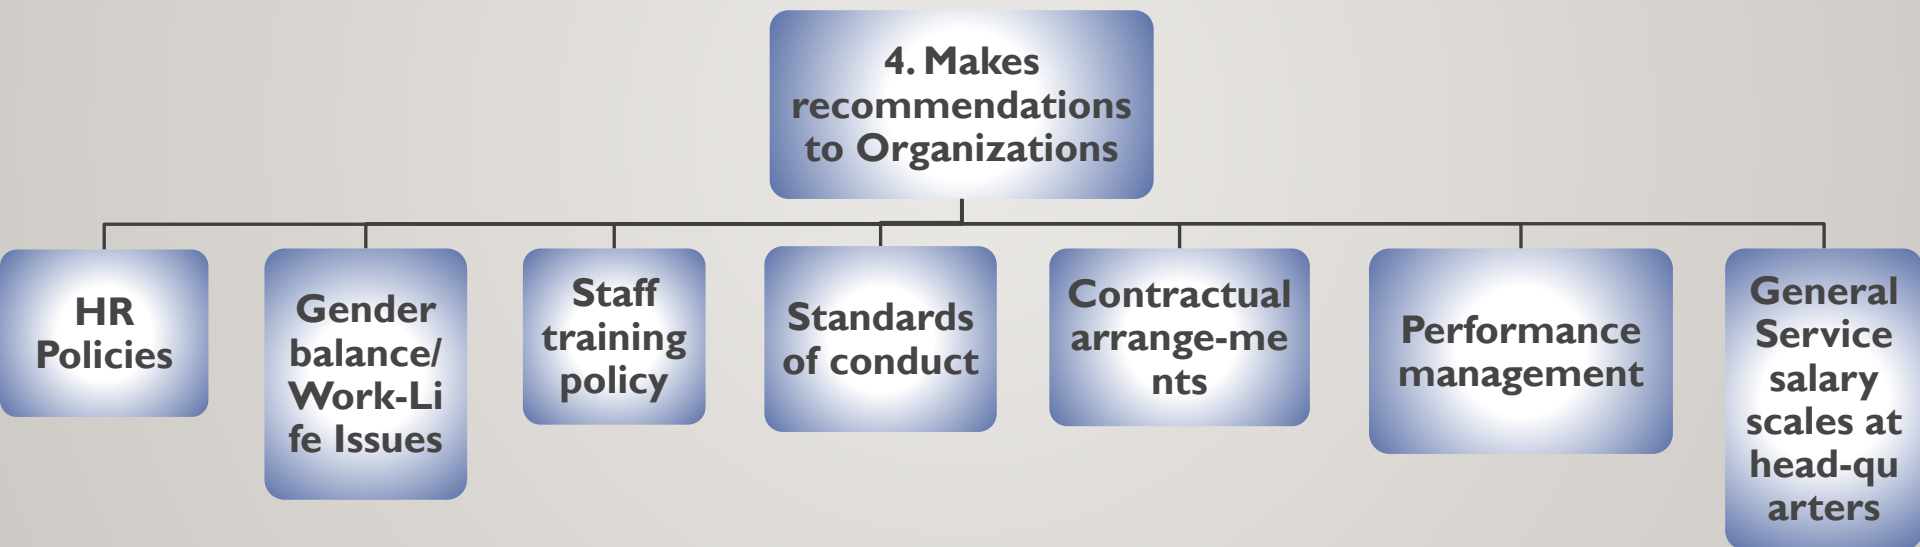 4. Makes
recommendations
to Organizations
HR
Policies
Gender
balance/
Work-Li
fe Issues
Staff
training
policy
Standards
of conduct
Contractual
arrange-me
nts
Performance
management
General
Service
salary
scales at
head-qu
arters